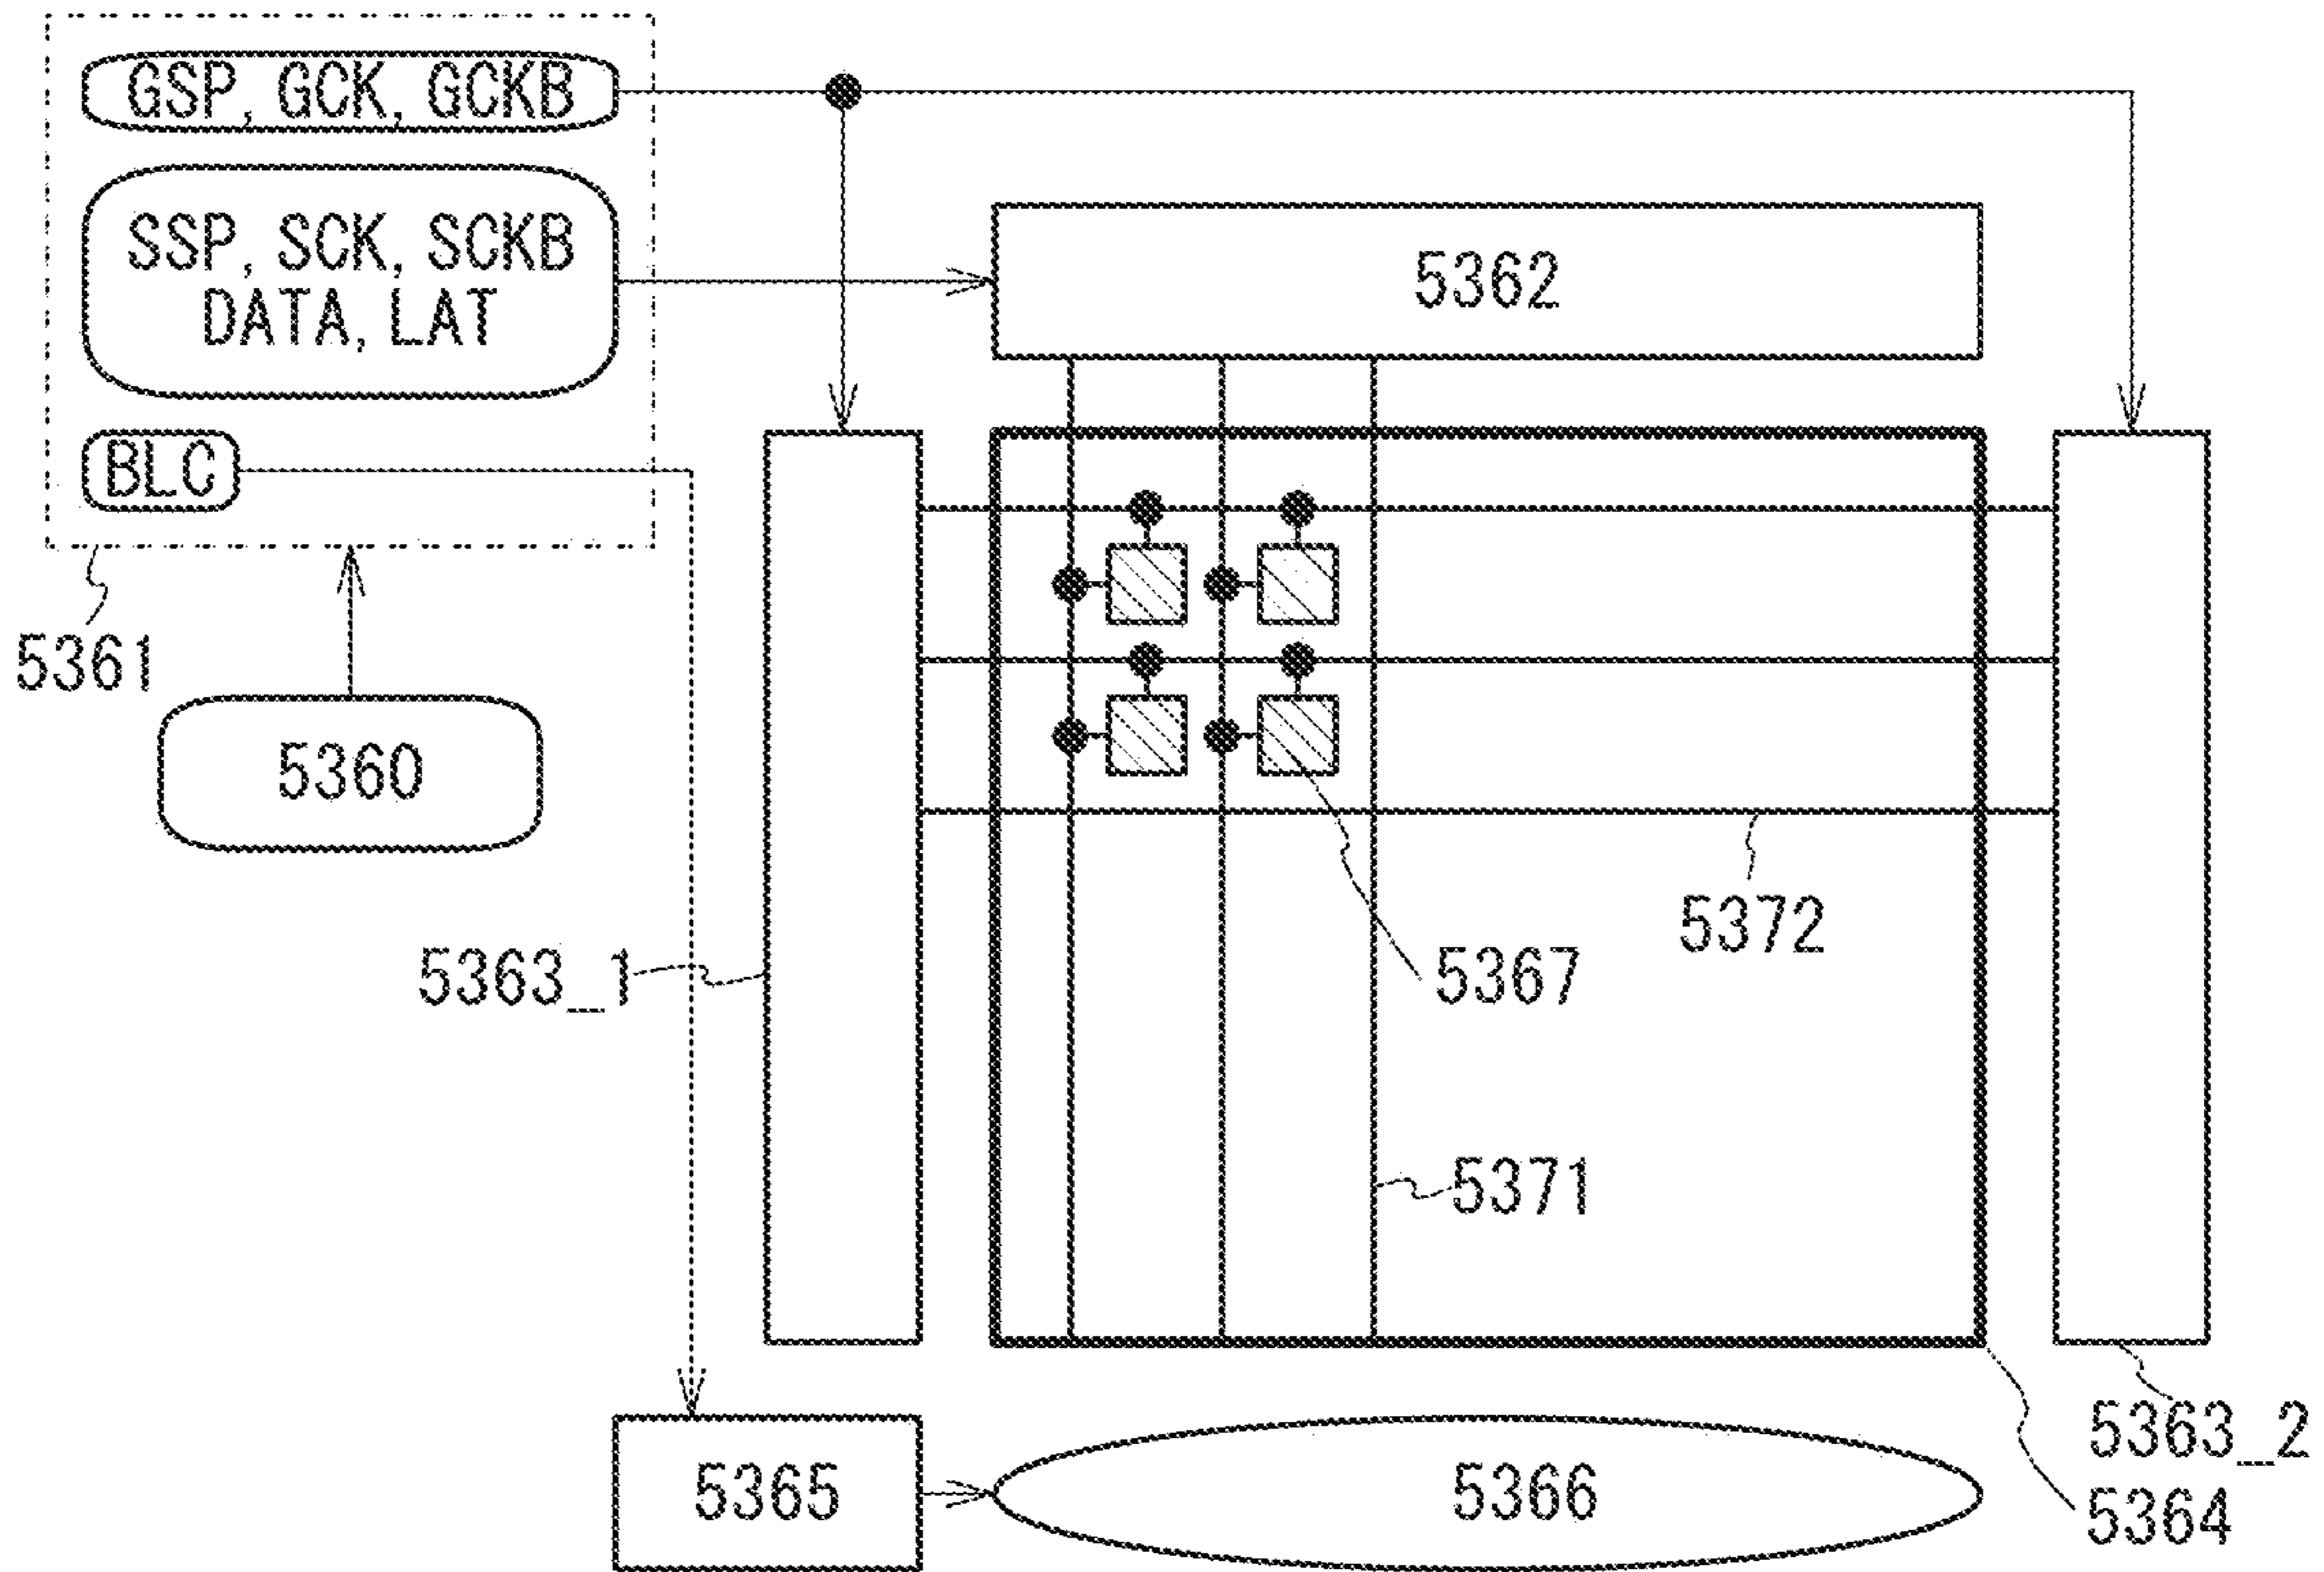 GSP, GCK, GCKB
SSP, SCK, SCKB
DATA, LAT
5362
BLC
5361
5360
5372
5363_1
5367
5371
5363_2
5365
5366
5364